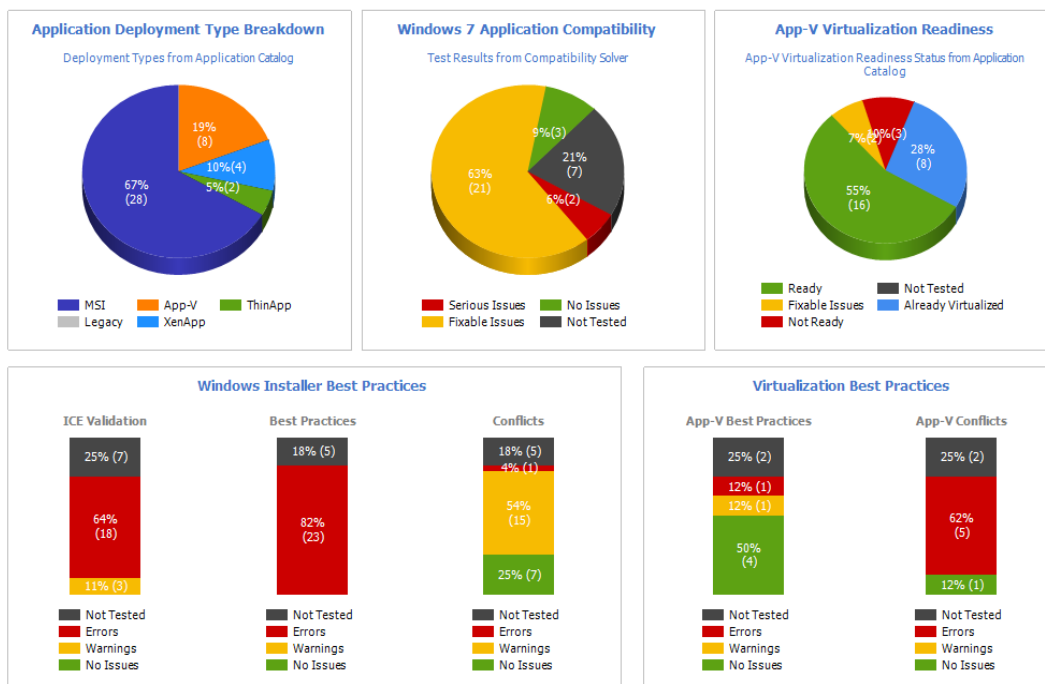 Application Deployment Type Breakdown
Deployment Types from Application Catalog
19%
(8)
10%(4)
5%(2)
67%
(28)
MSI
App-V
ThinApp
Legacy
XenApp
Windows 7 Application Compatibility
Test Results from Compatibility Solver
9%(3)
21%
(7)
63%
(21)
6%(2)
Serious Issues
No Issues
Fixable Issues
Not Tested
App-V Virtualization Readiness
App-V Virtualization Readiness Status from Application
Catalog
7%(2)
10%(3)
28%
(8)
55%
(16)
Ready
Not Tested
Fixable Issues
Already Virtualized
Not Ready
Windows Installer Best Practices
ICE Validation
25% (7)
64%
(18)
11% (3)
Not Tested
Errors
Warnings
No Issues
Best Practices
18% (5)
82%
(23)
Not Tested
Errors
Warnings
No Issues
Conflicts
18% (5)
4% (1)
54%
(15)
25% (7)
Not Tested
Errors
Warnings
No Issues
Virtualization Best Practices
App-V Best Practices
25% (2)
12% (1)
12% (1)
50%
(4)
Not Tested
Errors
Warnings
No Issues
App-V Conflicts
25% (2)
62%
(5)
12% (1)
Not Tested
Errors
Warnings
No Issues